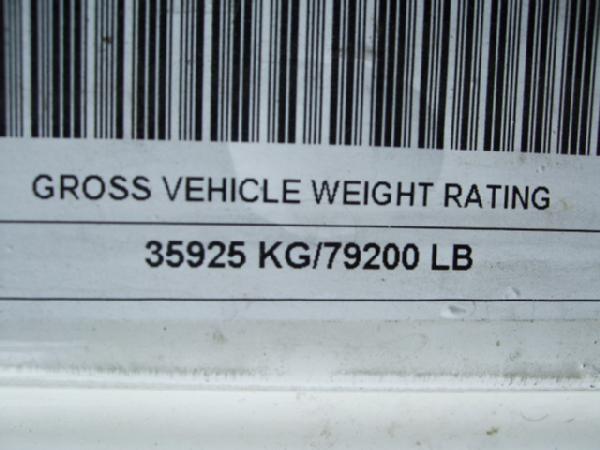 GROSS VEHICLE WEIGHT RATING
35925 KG/79200 LB